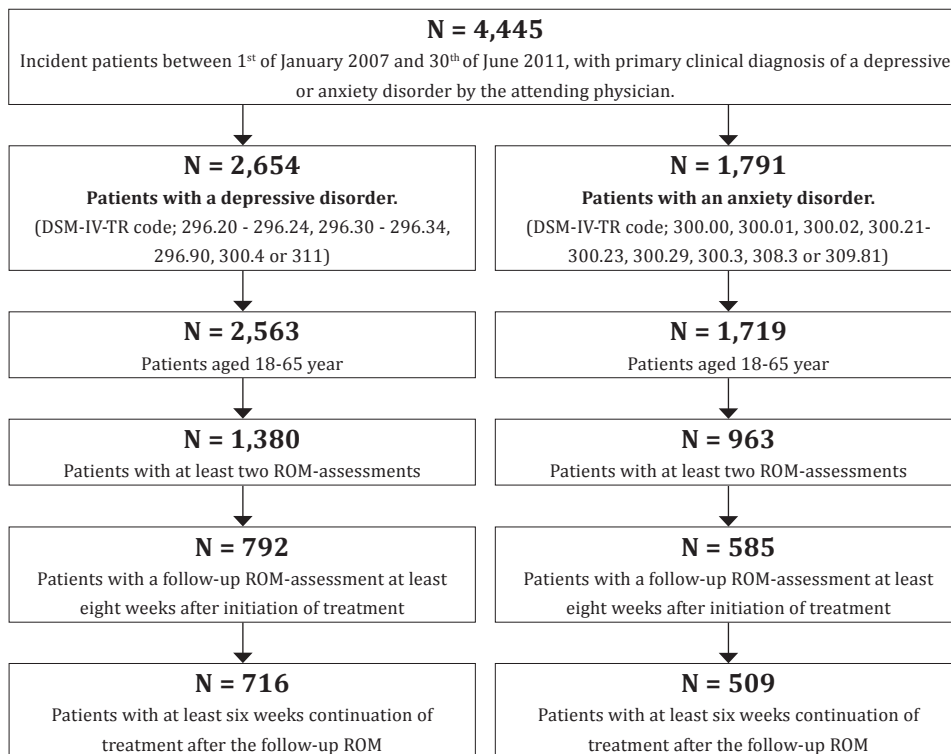 N = 4,445
Incident patients between 1st of January 2007 and 30th of June 2011, with primary clinical diagnosis of a depressive
or anxiety disorder by the attending physician.
N = 2,654
Patients with a depressive disorder.
(DSM-IV-TR code; 296.20 - 296.24, 296.30 - 296.34,
296.90, 300.4 or 311)
N = 1,791
Patients with an anxiety disorder.
(DSM-IV-TR code; 300.00, 300.01, 300.02, 300.21-
300.23, 300.29, 300.3, 308.3 or 309.81)
N = 2,563
Patients aged 18-65 year
N = 1,719
Patients aged 18-65 year
N = 1,380
Patients with at least two ROM-assessments
N = 963
Patients with at least two ROM-assessments
N = 792
Patients with a follow-up ROM-assessment at least
eight weeks after initiation of treatment
N = 585
Patients with a follow-up ROM-assessment at least
eight weeks after initiation of treatment
N = 716
Patients with at least six weeks continuation of
treatment after the follow-up ROM
N = 509
Patients with at least six weeks continuation of
treatment after the follow-up ROM